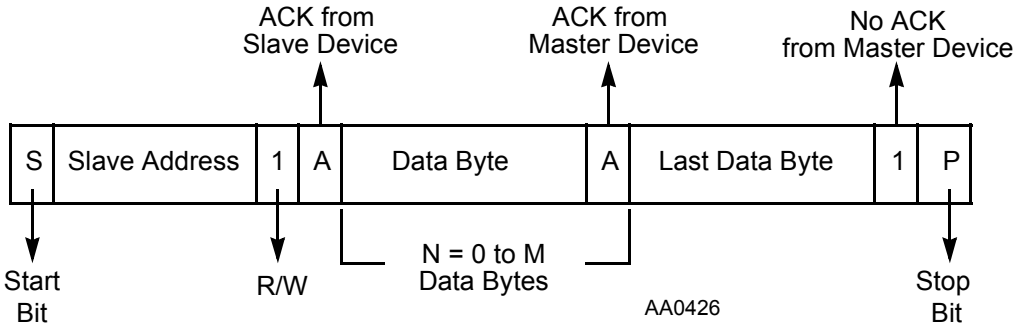 ACK from
Slave Device
ACK from
Master Device
No ACK
from Master Device
S Slave Address 1 A Data Byte A Last Data Byte 1 P
Start
Bit
R/W
N = 0 to M
Data Bytes
AA0426
Stop
Bit